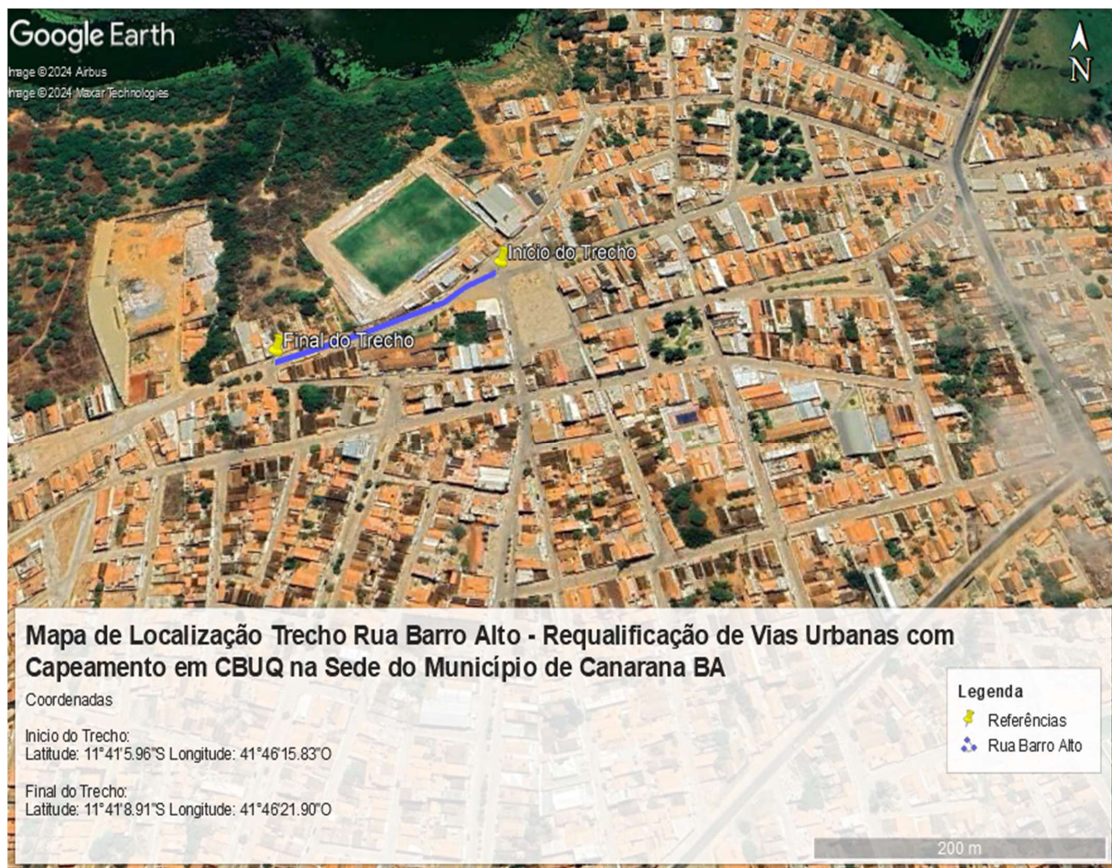 Google Earth
Image © 2024 Airbus
Image © 2024 Maxar Technologies
N
Início do Trecho
Final do Trecho
Mapa de Localização Trecho Rua Barro Alto - Requalificação de Vias Urbanas com
Capeamento em CBUQ na Sede do Município de Canarana BA
Coordenadas
Inicio do Trecho:
Latitude: 11°41'5.96"S Longitude: 41°46'15.83"O
Final do Trecho:
Latitude: 11°41'8.91"S Longitude: 41°46'21.90"O
Legenda
Referências
Rua Barro Alto
200 m